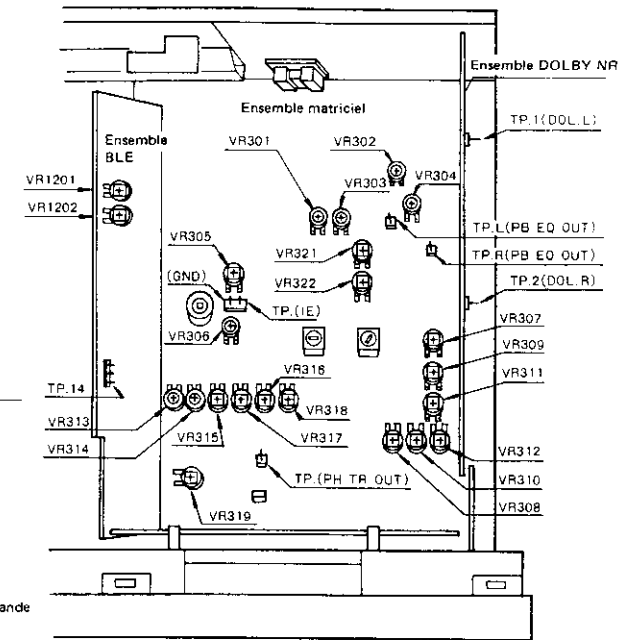 Ensemble DOLBY NR
Ensemble matriciel
TP.1(DOL.L)
Ensemble
BLE
VR301
VR302
VR303
VR304
VR1201
VR1202
TP.L(PB EQ OUT)
VR305
VR321
TP.R(PB EQ OUT)
(GND)
VR322
TP.2(DOL.R)
TP.(IE)
VR307
VR306
VR309
VR316
VR311
TP.14
VR318
VR313
VR314
VR315
VR317
VR312
TP.(PH TR OUT)
VR310
VR319
VR308
ande